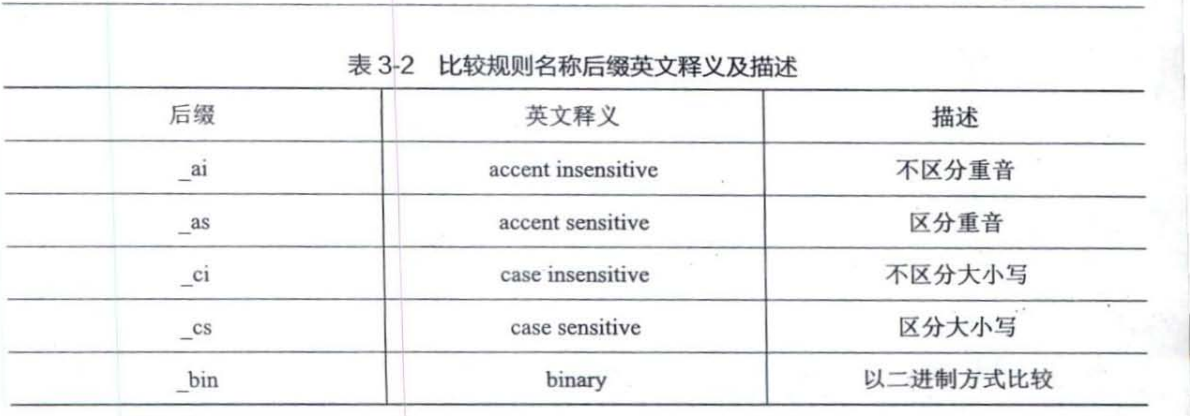 表 3-2 比较规则名称后缀英文释义及描述
后缀 英文释义 描述
_ai accent insensitive 不区分重音
_as accent sensitive 区分重音
_ci case insensitive 不区分大小写
_cs case sensitive 区分大小写
_bin binary 以二进制方式比较